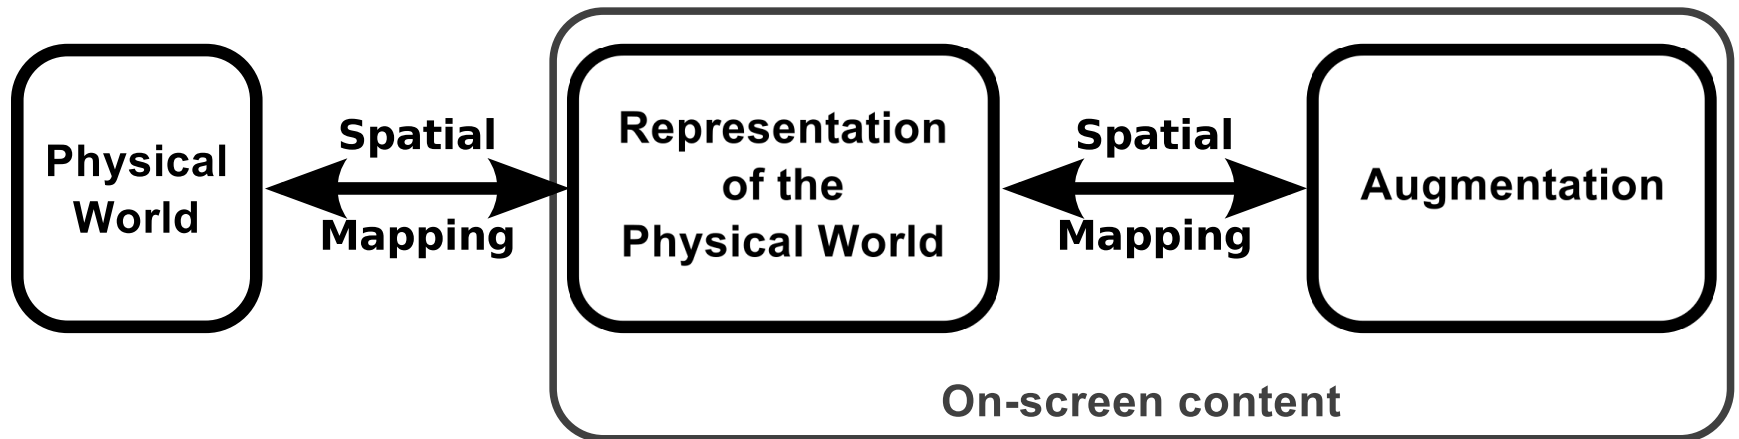 Physical
World
Spatial
Mapping
Representation
of the
Physical World
Spatial
Mapping
Augmentation
On-screen content